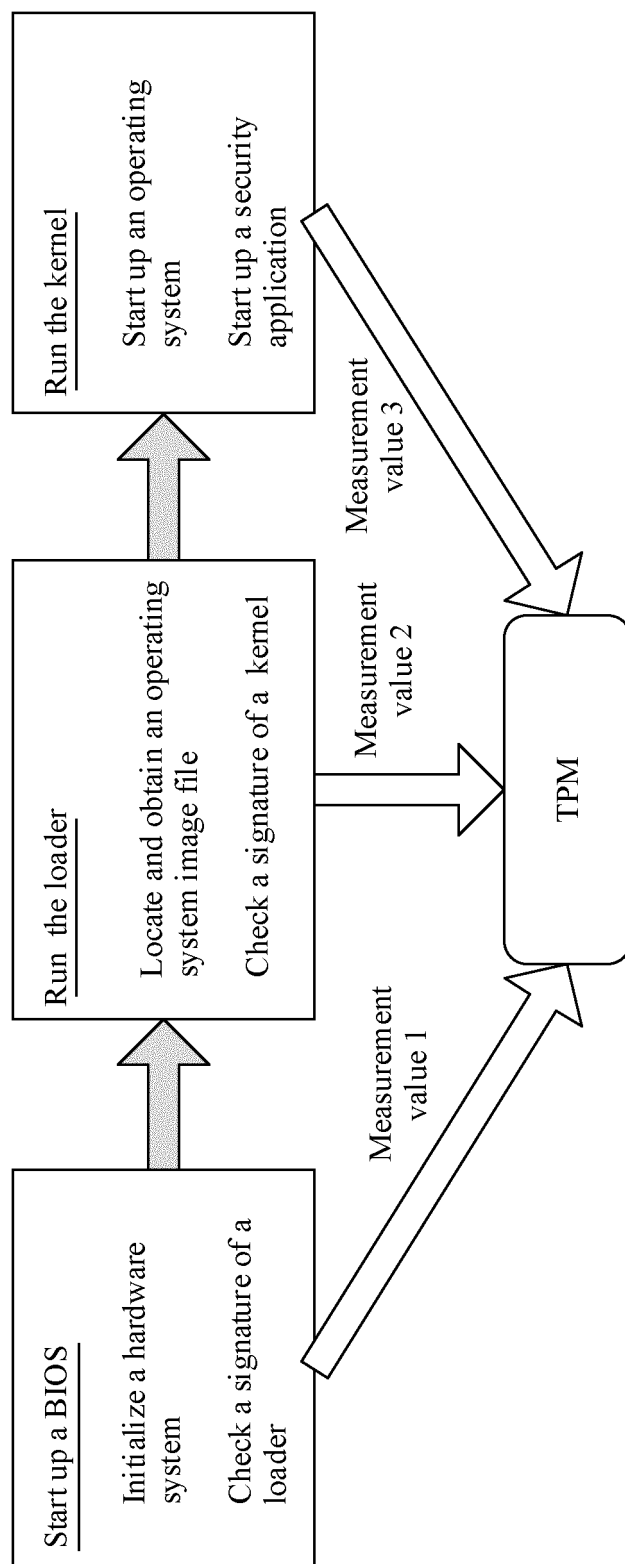 Start up a BIOS
Initialize a hardware
system
Check a signature of a
loader
Run the loader
Locate and obtain an operating
system image file
Check a signature of a kernel
Run the kernel
Start up an operating
system
Start up a security
application
Measurement
value 1
Measurement
value 2
Measurement
value 3
TPM